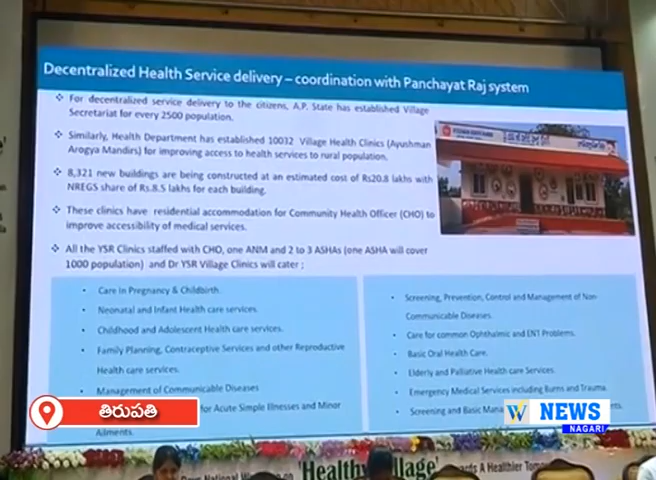 Decentralized Health Service delivery – coordination with Panchayat Raj system
❖ For decentralized service delivery to the citizens, A.P. State has established Village
Secretariat for every 2500 population.
❖ Similarly, Health Department has established 10032 Village Health Clinics (Ayushman
Arogya Mandirs) for improving access to health services to rural population.
❖ 8,321 new buildings are being constructed at an estimated cost of Rs20.8 lakhs with
NREGS share of Rs.8.5 lakhs for each building.
❖ These clinics have residential accommodation for Community Health Officer (CHO) to
improve accessibility of medical services.
❖ All the YSR Clinics staffed with CHO, one ANM and 2 to 3 ASHAs (one ASHA will cover
1000 population) and Dr YSR Village Clinics will cater ;
• Care in Pregnancy & Childbirth.
• Neonatal and Infant Health care services.
• Childhood and Adolescent Health care services.
• Family Planning, Contraceptive Services and other Reproductive
Health care services.
• Management of Communicable Diseases
for Acute Simple Illnesses and Minor
Ailments.
• Screening, Prevention, Control and Management of Non
Communicable Diseases.
• Care for common Ophthalmic and ENT Problems.
• Basic Oral Health Care.
• Elderly and Palliative Health care Services.
• Emergency Medical Services including Burns and Trauma.
• Screening and Basic
తిరుపతి
W NEWS
NAGARI
National
'Healthy Village'
A Healthier